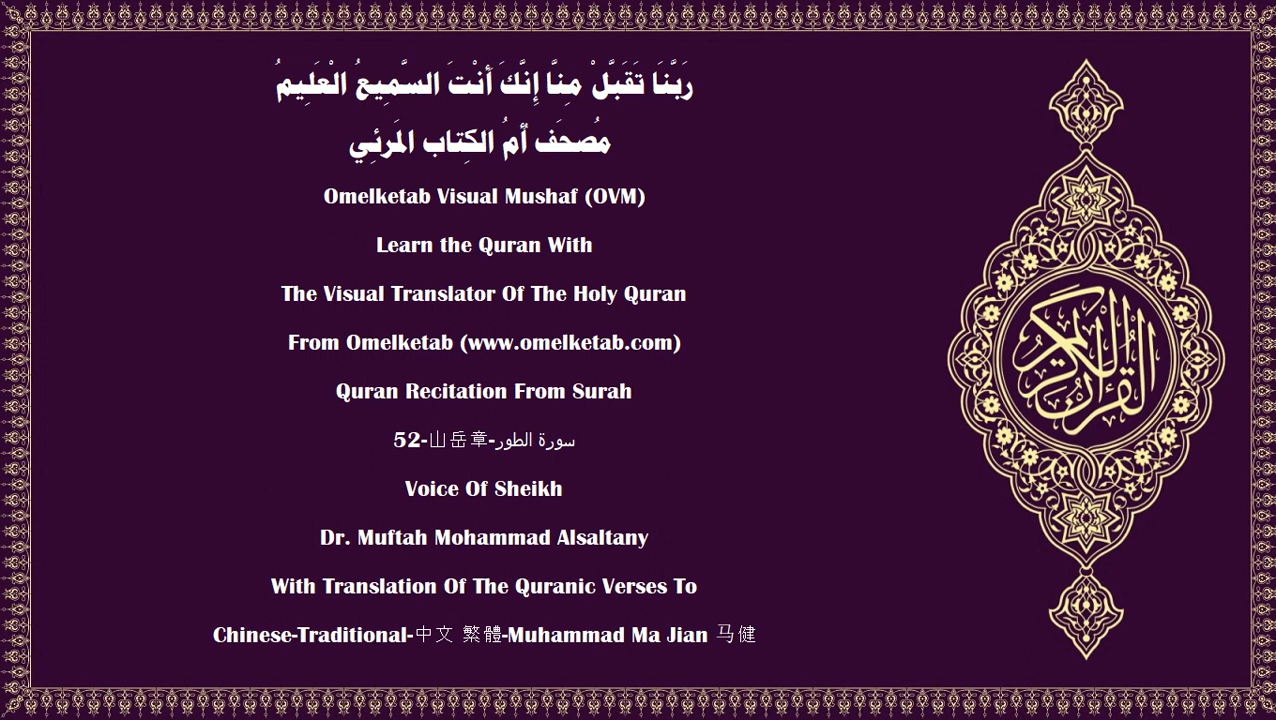 رَبَّنَا تَقَبَّلْ مِنَّا إِنَّكَ أَنْتَ السَّمِيعُ الْعَلِيمُ
مُصحَف أمُ الكِتاب المَرئِي
Omelketab Visual Mushaf (OVM)
Learn the Quran With
The Visual Translator Of The Holy Quran
From Omelketab (www.omelketab.com)
Quran Recitation From Surah
52-山岳章-سورة الطور
Voice Of Sheikh
Dr. Muftah Mohammad Alsaltany
With Translation Of The Quranic Verses To
Chinese-Traditional-中文 繁體-Muhammad Ma Jian 马健
القرآن الكريم